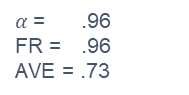 α = .96
FR = .96
AVE = .73